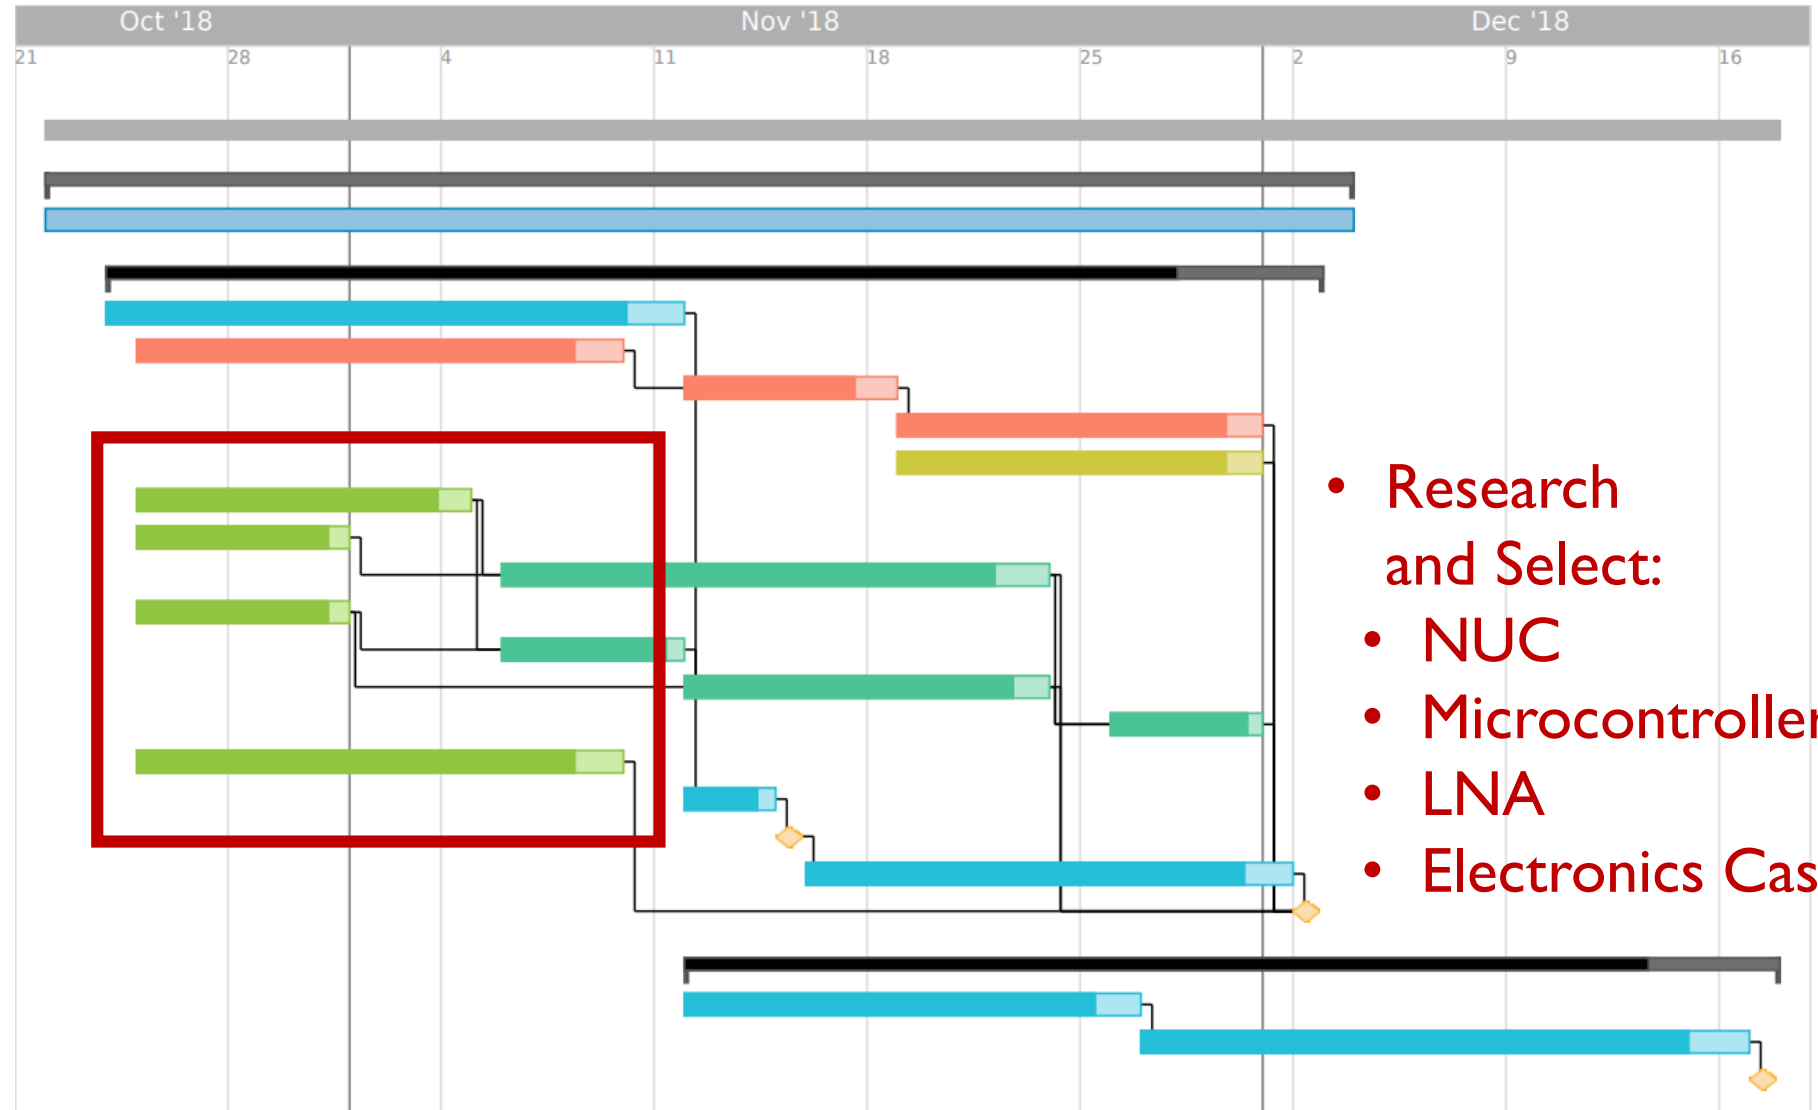 Oct '18 Nov '18 Dec '18
21 28 4 11 18 25 2 9 16
• Research
and Select:
• NUC
• Microcontroller
• LNA
• Electronics Cas